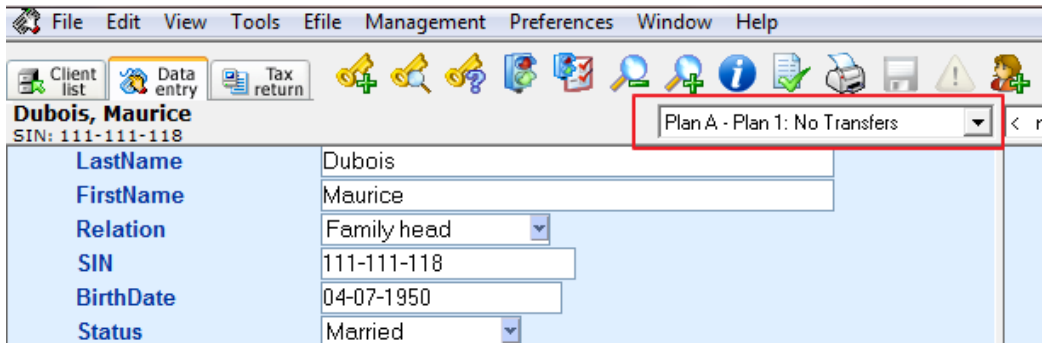 File Edit View Tools Efile Management Preferences Window Help
Client list
Data entry
Tax return
Dubois, Maurice
SIN: 111-111-118
Plan A - Plan 1: No Transfers
LastName Dubois
FirstName Maurice
Relation Family head
SIN 111-111-118
BirthDate 04-07-1950
Status Married